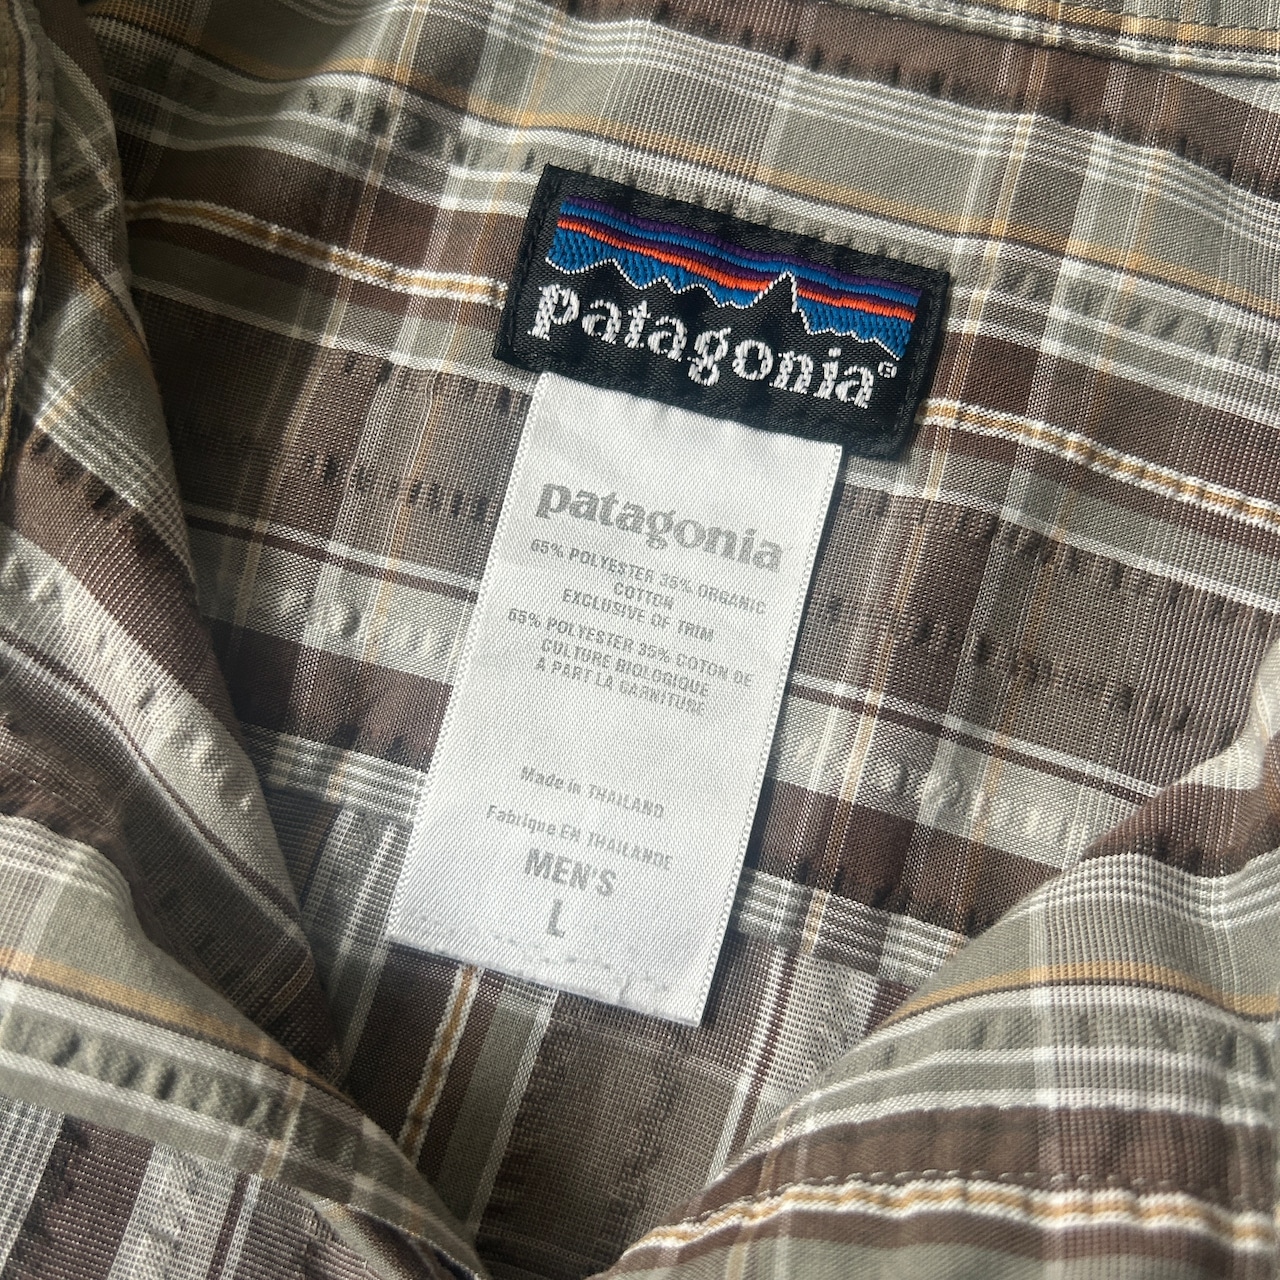 patagonia®
patagonia
65% POLYESTER 35% ORGANIC
COTTON
EXCLUSIVE OF TRIM
65% POLYESTER 35% COTON DE
CULTURE BIOLOGIQUE
A PART LA GARNITURE
Made in THAILAND
Fabrique EN THAILANDE
MEN'S
L